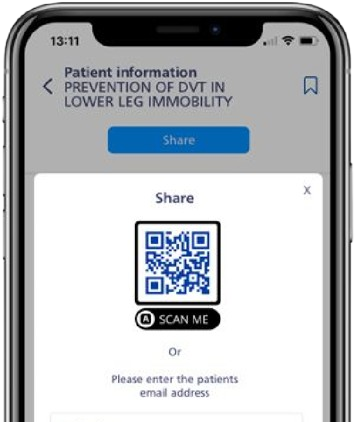 13:11
Patient information
PREVENTION OF DVT IN
LOWER LEG IMMOBILITY
Share
X
Share
A SCAN ME
Or
Please enter the patients
email address